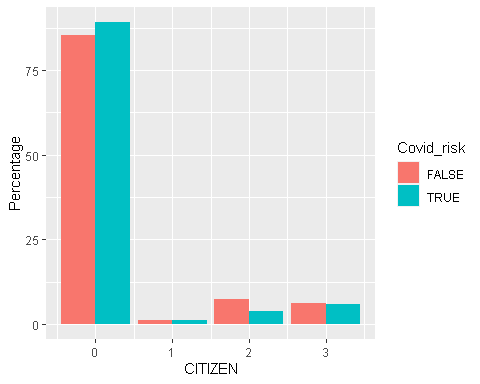 Percentage
75
50
25
0
0 1 2 3
CITIZEN
Covid_risk
FALSE
TRUE